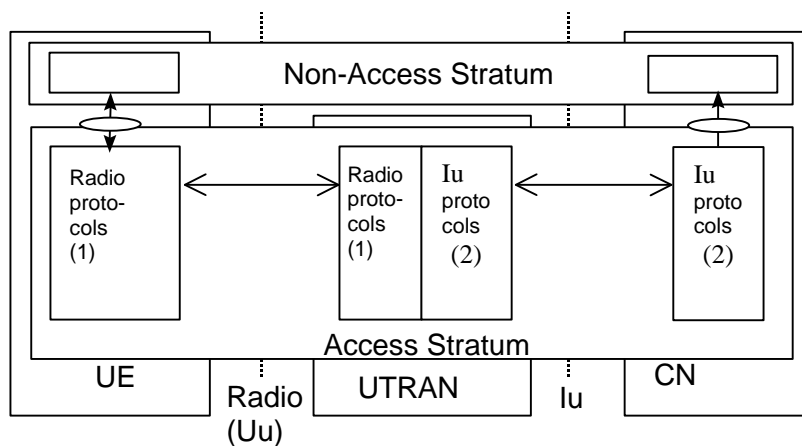 Non-Access Stratum
Radio
proto-
cols
(1)
Radio
proto-
cols
(1)
Iu
proto
cols
(2)
Iu
proto
cols
(2)
Access Stratum
UE
Radio
(Uu)
UTRAN
Iu
CN